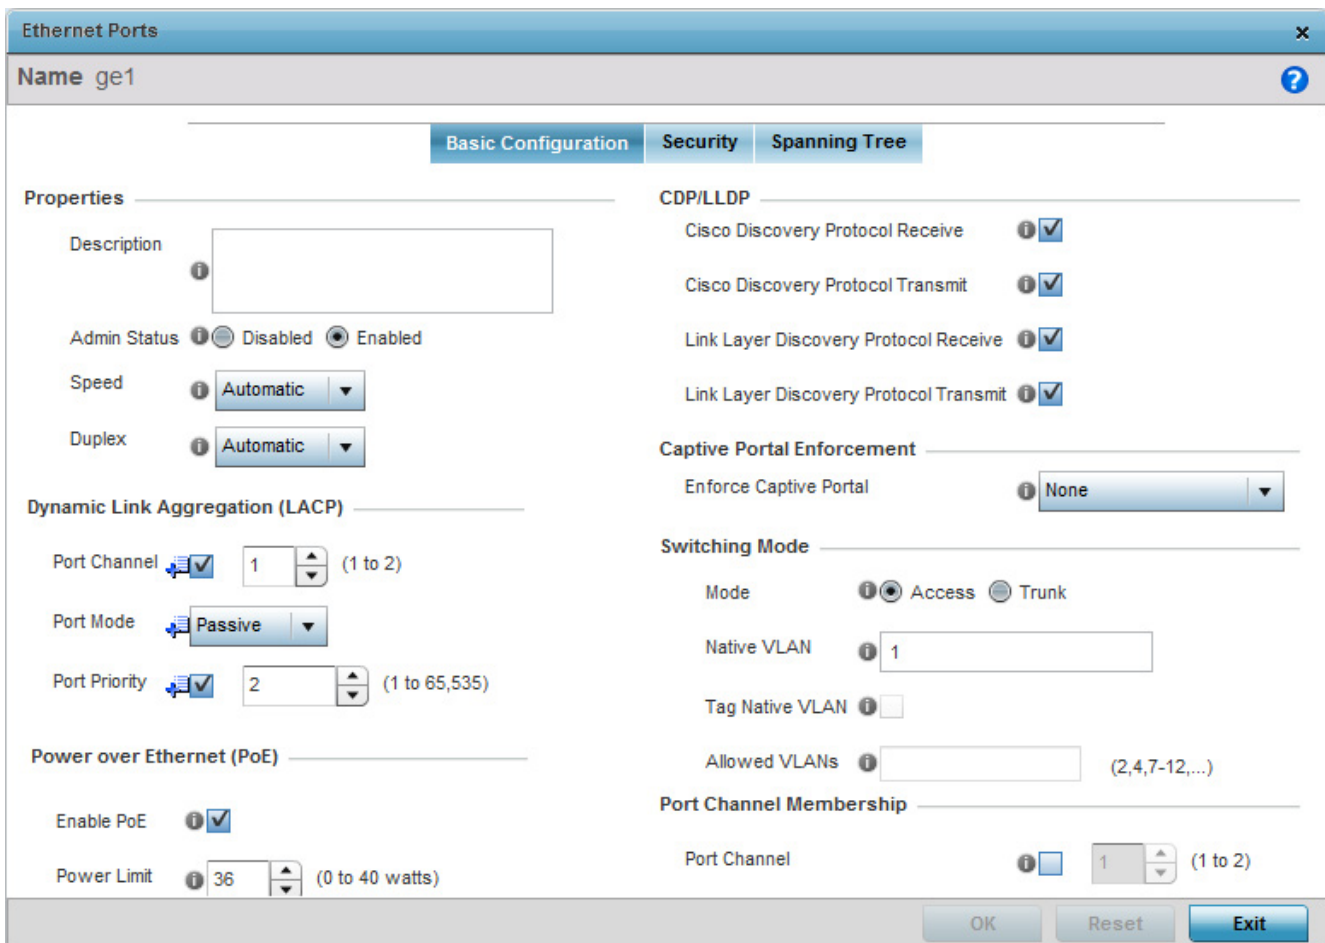 Ethernet Ports
Name ge1
Basic Configuration Security Spanning Tree
Properties
Description
Admin Status Disabled Enabled
Speed Automatic
Duplex Automatic
Dynamic Link Aggregation (LACP)
Port Channel 1 (1 to 2)
Port Mode Passive
Port Priority 2 (1 to 65,535)
Power over Ethernet (PoE)
Enable PoE
Power Limit 36 (0 to 40 watts)
CDP/LLDP
Cisco Discovery Protocol Receive
Cisco Discovery Protocol Transmit
Link Layer Discovery Protocol Receive
Link Layer Discovery Protocol Transmit
Captive Portal Enforcement
Enforce Captive Portal None
Switching Mode
Mode Access Trunk
Native VLAN 1
Tag Native VLAN
Allowed VLANs (2,4,7-12,...)
Port Channel Membership
Port Channel 1 (1 to 2)
OK Reset Exit